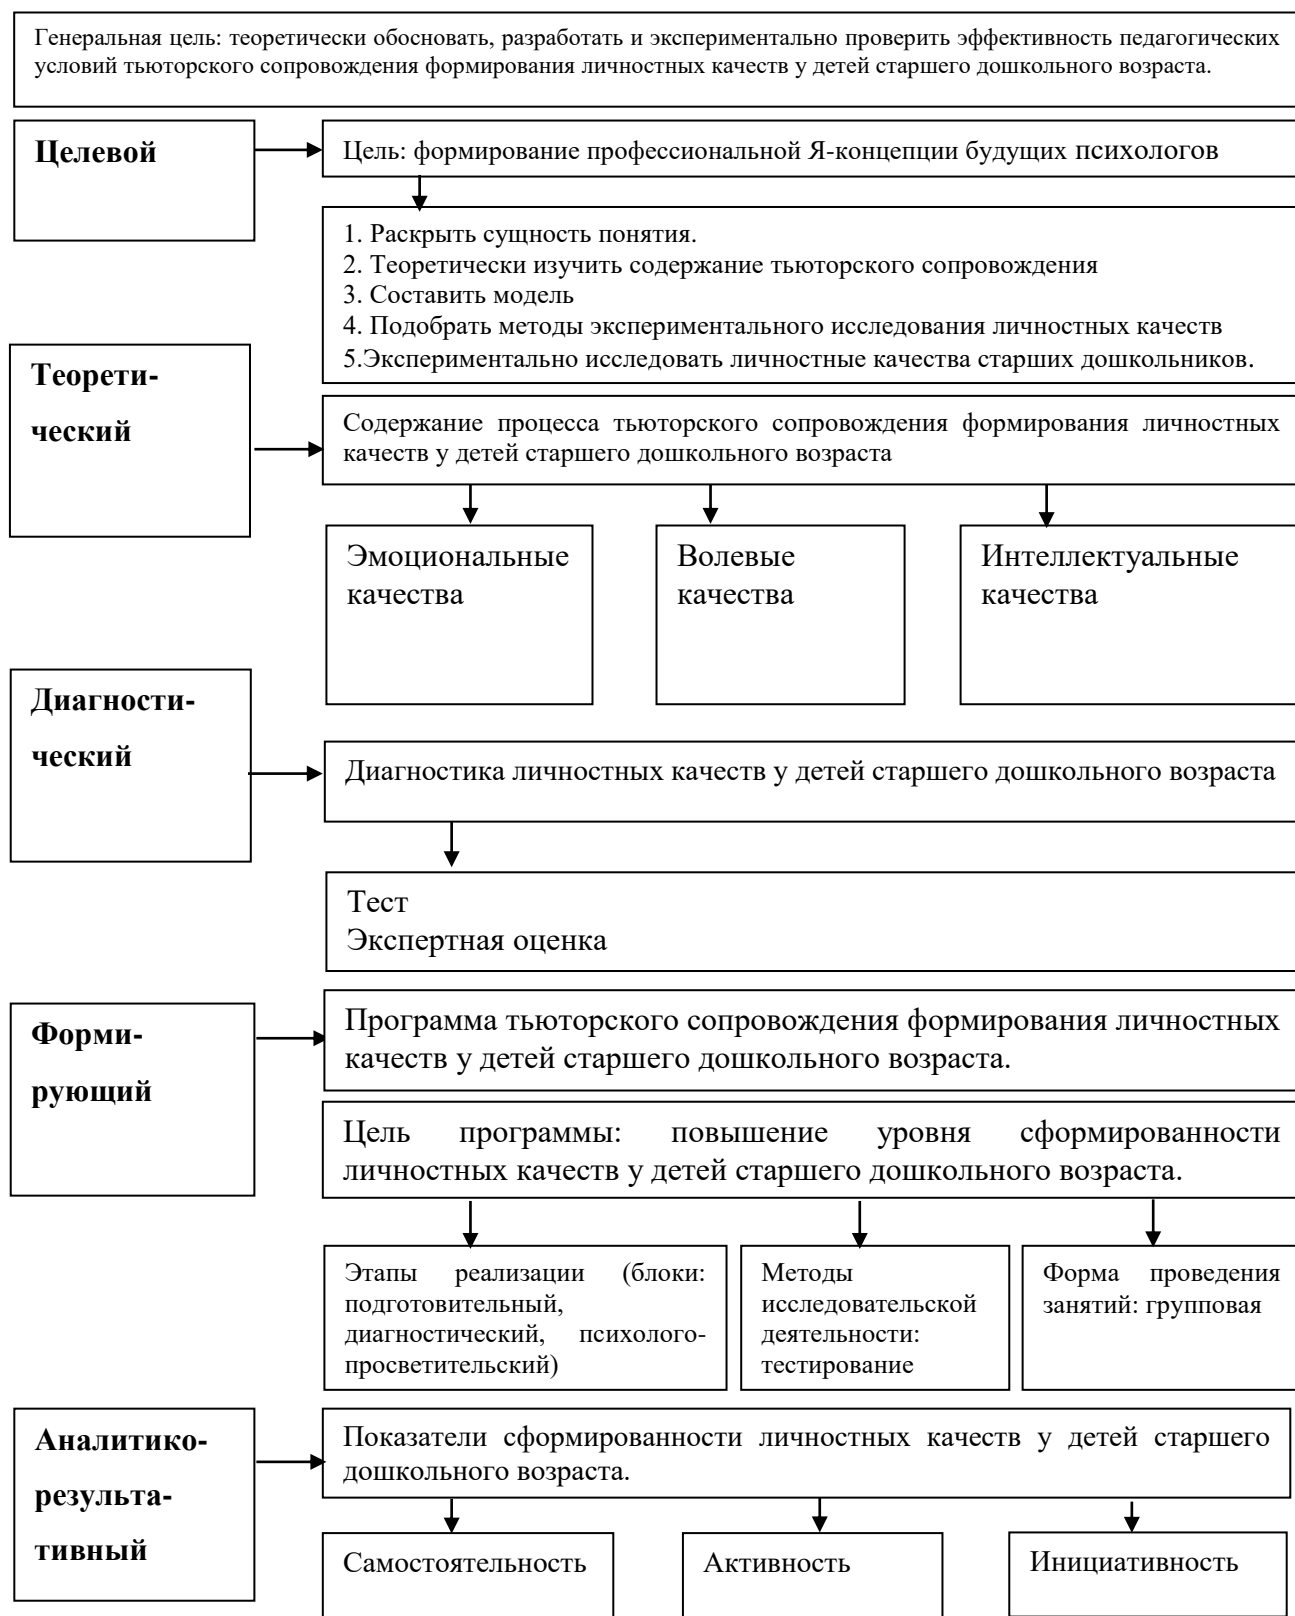 Генеральная цель: теоретически обосновать, разработать и экспериментально проверить эффективность педагогических
условий тьюторского сопровождения формирования личностных качеств у детей старшего дошкольного возраста.
Целевой
Цель: формирование профессиональной Я-концепции будущих психологов
1. Раскрыть сущность понятия.
2. Теоретически изучить содержание тьюторского сопровождения
3. Составить модель
4. Подобрать методы экспериментального исследования личностных качеств
5.Экспериментально исследовать личностные качества старших дошкольников.
Теорети-
ческий
Содержание процесса тьюторского сопровождения формирования личностных
качеств у детей старшего дошкольного возраста
Эмоциональные
качества
Волевые
качества
Интеллектуальные
качества
Диагности-
ческий
Диагностика личностных качеств у детей старшего дошкольного возраста
Тест
Экспертная оценка
Форми-
рующий
Программа тьюторского сопровождения формирования личностных
качеств у детей старшего дошкольного возраста.
Цель программы: повышение уровня сформированности
личностных качеств у детей старшего дошкольного возраста.
Этапы реализации (блоки:
подготовительный,
диагностический, психолого-
просветительский)
Методы
исследовательской
деятельности:
тестирование
Форма проведения
занятий: групповая
Аналитико-
результа-
тивный
Показатели сформированности личностных качеств у детей старшего
дошкольного возраста.
Самостоятельность
Активность
Инициативность